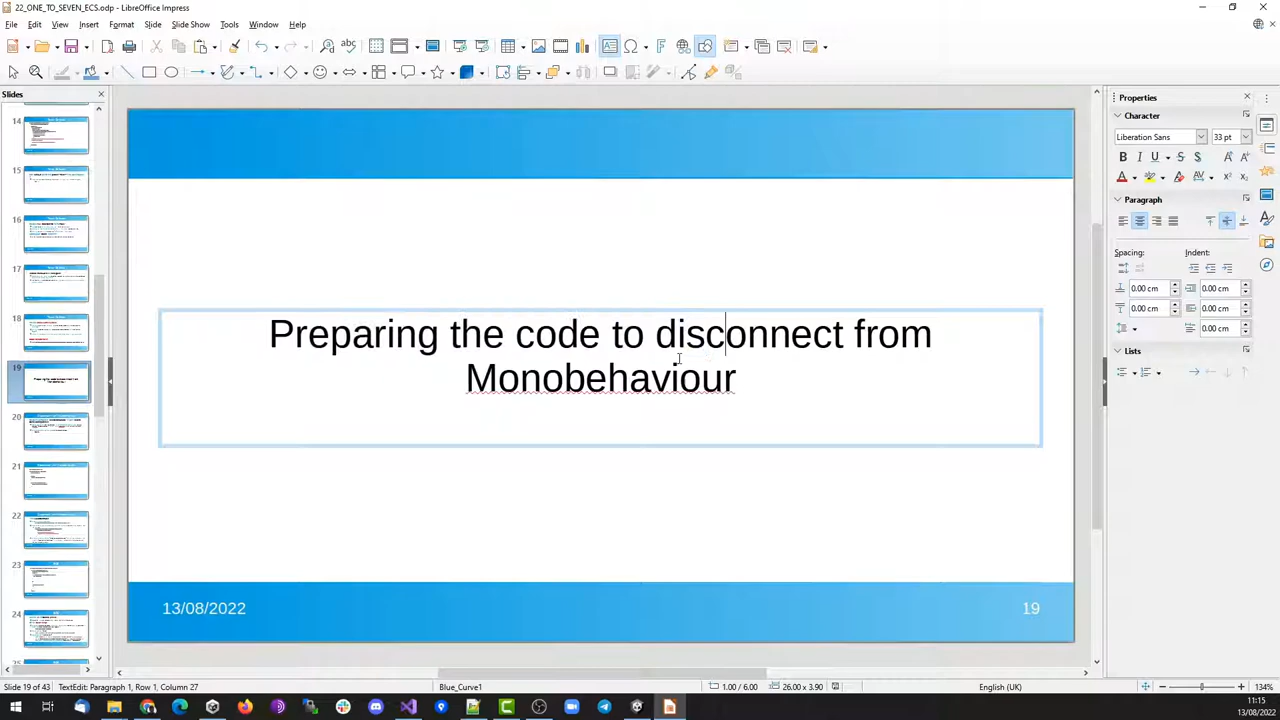 22_ONE_TO_SEVEN_ECS.odp - LibreOffice Impress
File Edit View Insert Format Slide Slide Show Tools Window Help
Slides
14
15
16
17
18
19
20
21
22
23
24
Preparing the code to disconnect from
Monobehaviour
13/08/2022
19
Properties
Character
Liberation Sans
33 pt
Paragraph
Spacing:
Indent:
0.00 cm 0.00 cm
0.00 cm 0.00 cm
0.00 cm
Lists
Slide 19 of 43 TextEdit: Paragraph 1, Row 1, Column 27 Blue_Curve1 1.00 / 6.00 26.00 x 3.90 English (UK) 134%
11:15
13/08/2022